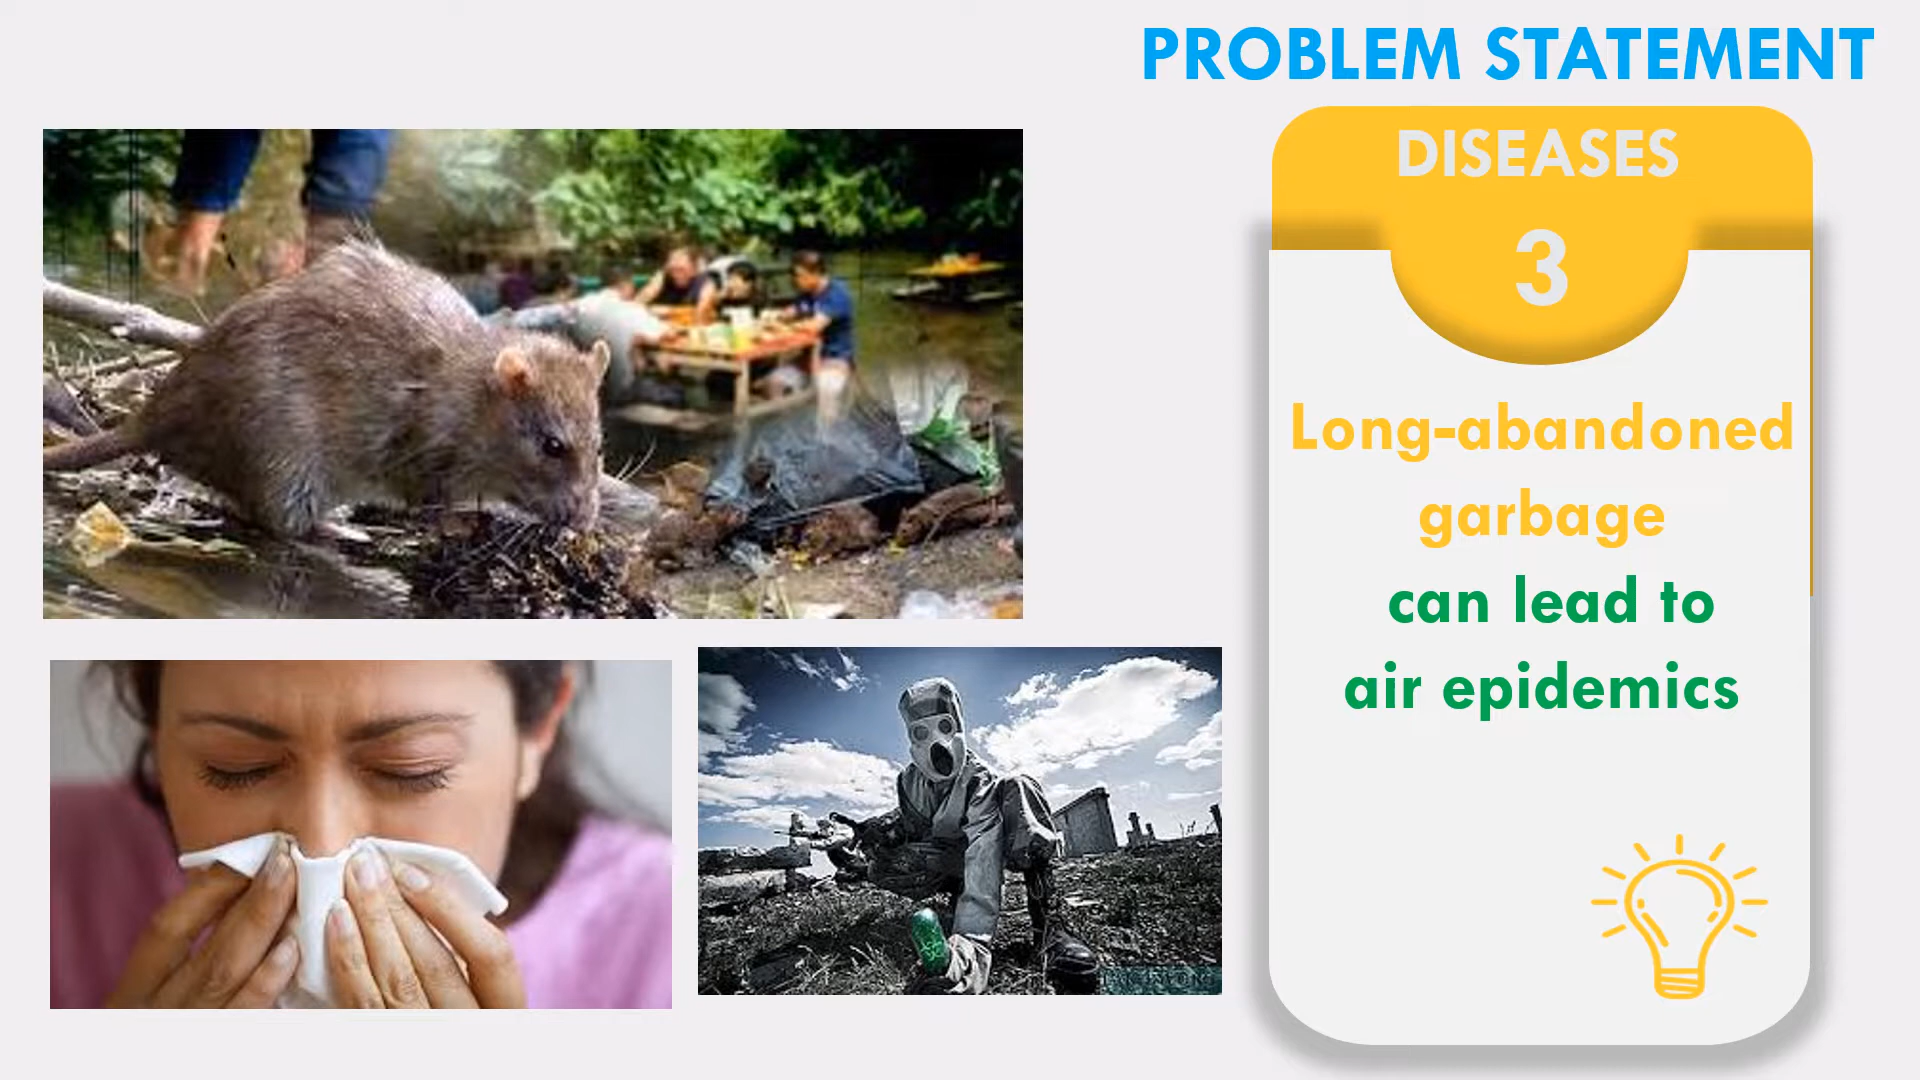 PROBLEM STATEMENT
DISEASES
3
Long-abandoned
garbage
can lead to
air epidemics